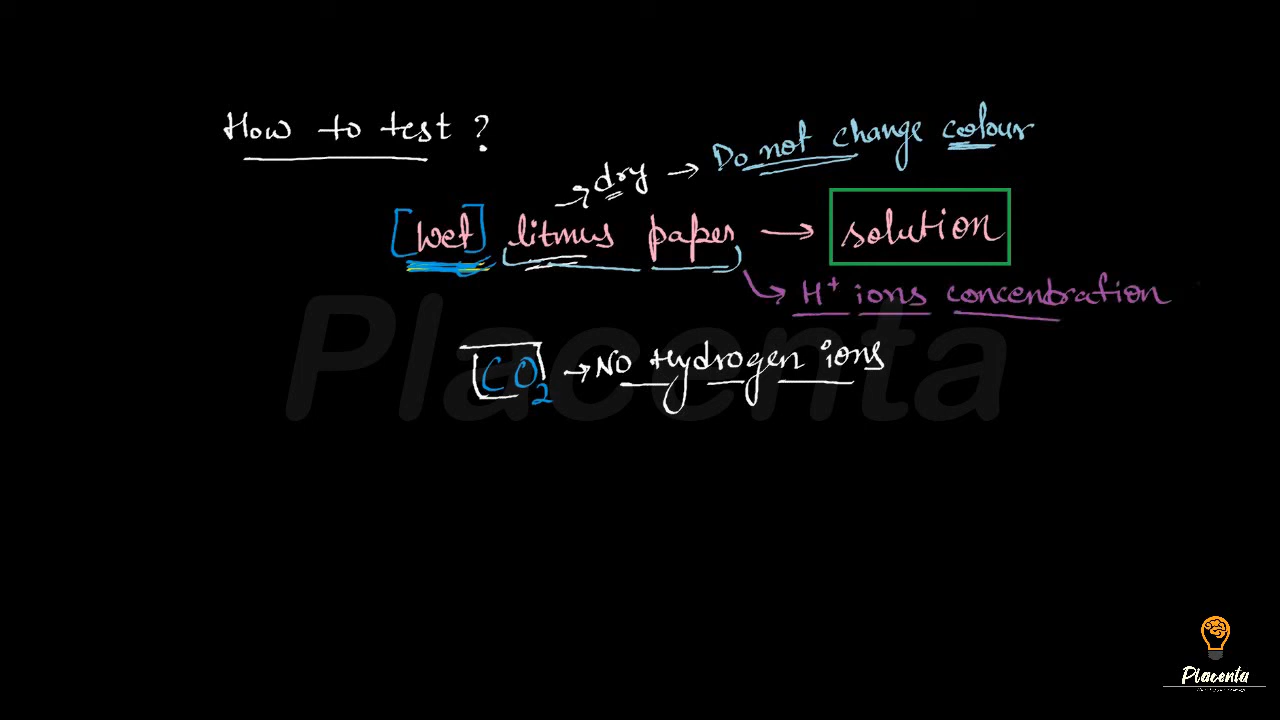 How to test ?
→ dry → Do not change colour
[Wet] litmus paper → solution
↳ H⁺ ions concentration
CO₂ → NO Hydrogen ions
Placenta
Placenta